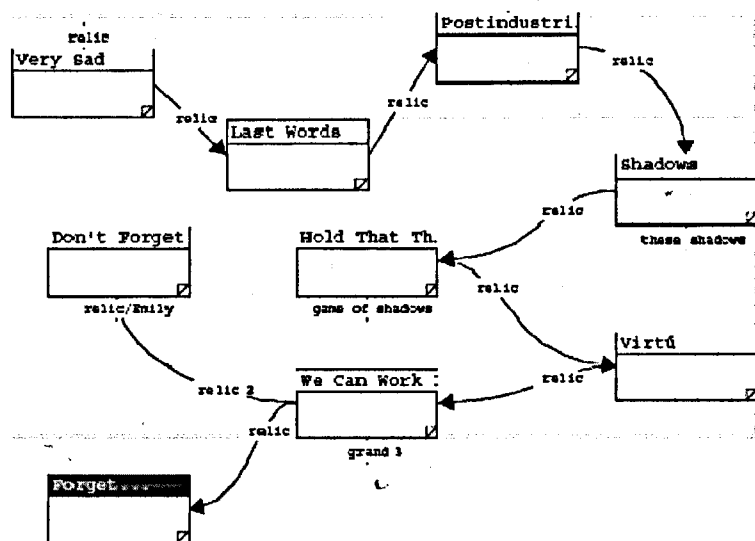 Postindustri
relic
Very Sad
relic
relic
relic
Last Words
Shadows
relic
these shadows
Don't Forget
Hold That Th
relic
relic/Emily
game of shadows
Virtú
relic
We Can Work
relic 2
relic
grand 3
Forget...